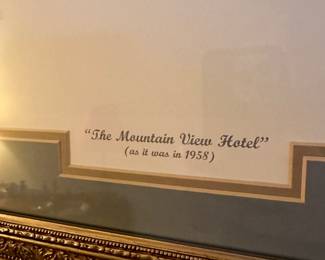 “The Mountain View Hotel”
(as it was in 1958)